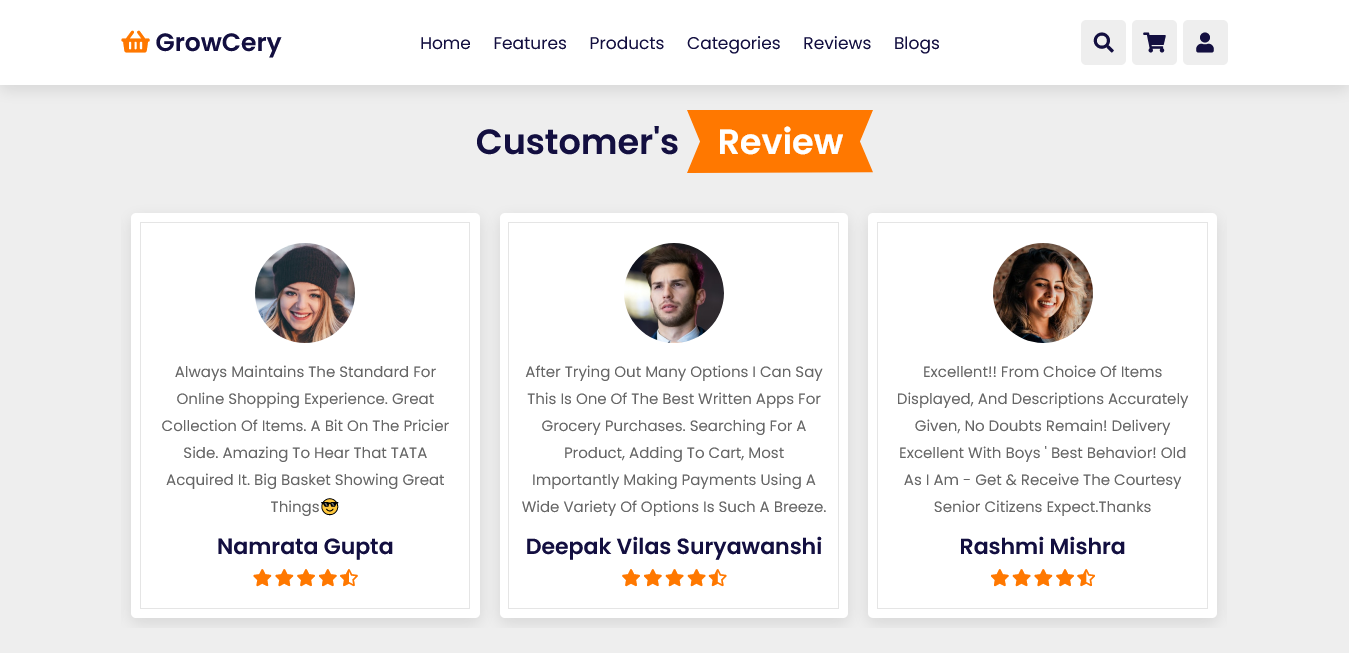 GrowCery
Home Features Products Categories Reviews Blogs
Customer's Review
Always Maintains The Standard For
Online Shopping Experience. Great
Collection Of Items. A Bit On The Pricier
Side. Amazing To Hear That TATA
Acquired It. Big Basket Showing Great
Things😎
Namrata Gupta
After Trying Out Many Options I Can Say
This Is One Of The Best Written Apps For
Grocery Purchases. Searching For A
Product, Adding To Cart, Most
Importantly Making Payments Using A
Wide Variety Of Options Is Such A Breeze.
Deepak Vilas Suryawanshi
Excellent!! From Choice Of Items
Displayed, And Descriptions Accurately
Given, No Doubts Remain! Delivery
Excellent With Boys ' Best Behavior! Old
As I Am - Get & Receive The Courtesy
Senior Citizens Expect.Thanks
Rashmi Mishra